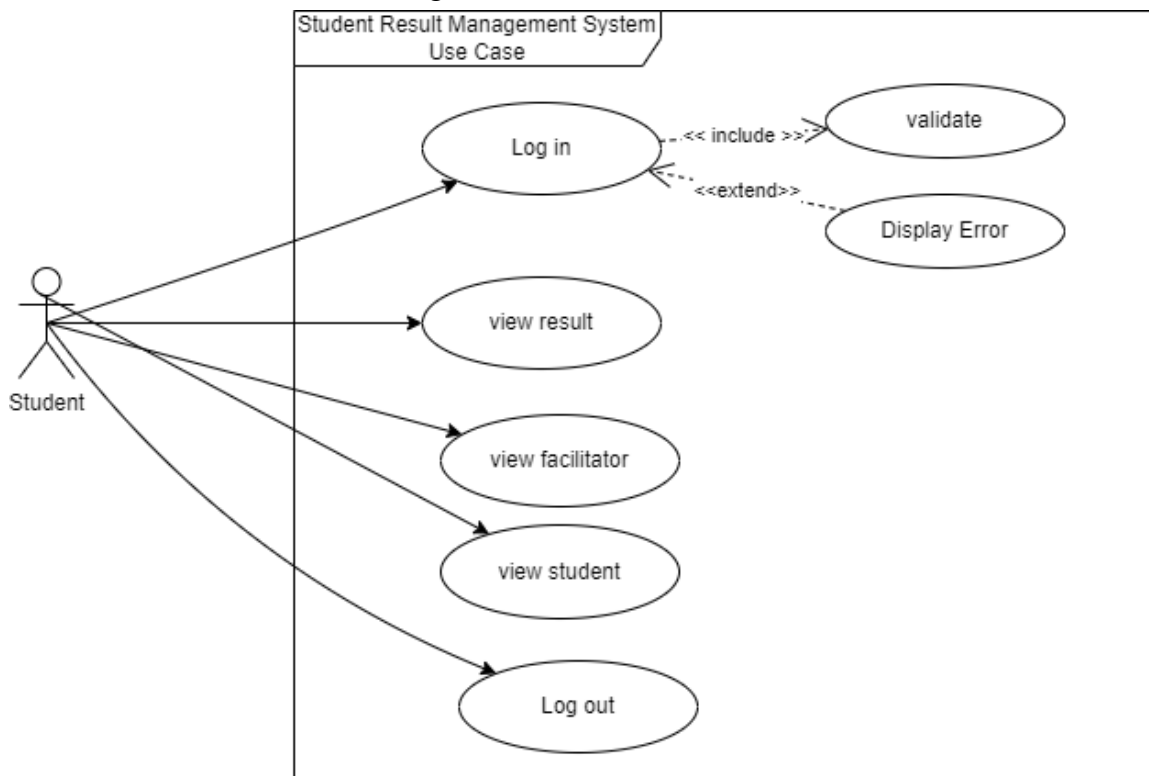 Student Result Management System
Use Case
Log in
<< include >>
validate
<<extend>>
Display Error
view result
Student
view facilitator
view student
Log out